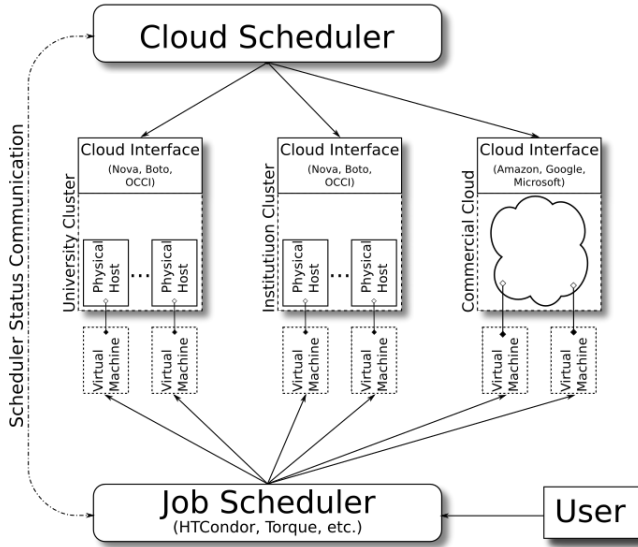 Cloud Scheduler
Scheduler Status Communication
University Cluster
Cloud Interface
(Nova, Boto,
OCCI)
Physical
Host
...
Physical
Host
Virtual
Machine
Virtual
Machine
Institutiuon Cluster
Cloud Interface
(Nova, Boto,
OCCI)
Physical
Host
...
Physical
Host
Virtual
Machine
Virtual
Machine
Commercial Cloud
Cloud Interface
(Amazon, Google,
Microsoft)
Virtual
Machine
Virtual
Machine
Job Scheduler
(HTCondor, Torque, etc.)
User